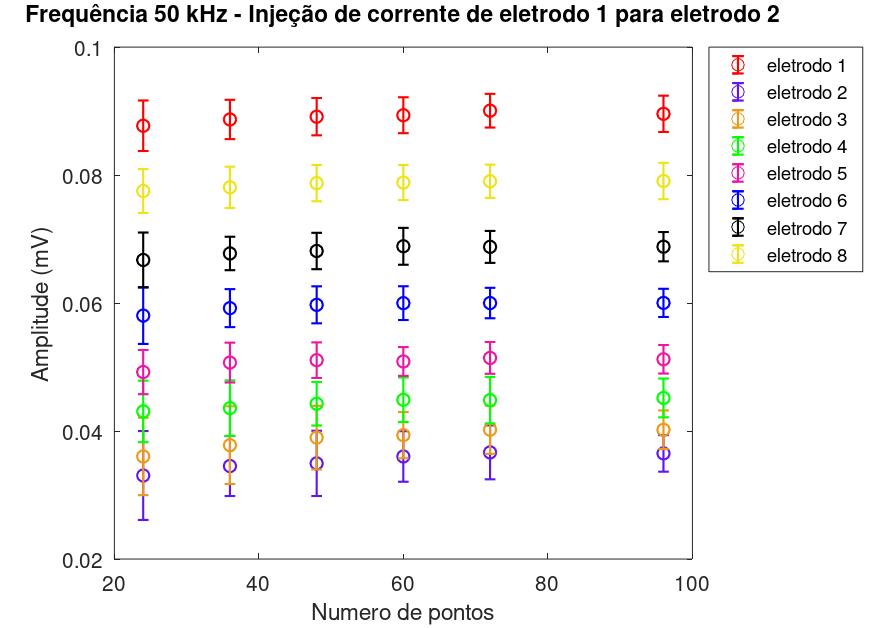 Frequência 50 kHz - Injeção de corrente de eletrodo 1 para eletrodo 2
0.1
0.08
0.06
0.04
0.02
Amplitude (mV)
20 40 60 80 100
Numero de pontos
eletrodo 1
eletrodo 2
eletrodo 3
eletrodo 4
eletrodo 5
eletrodo 6
eletrodo 7
eletrodo 8